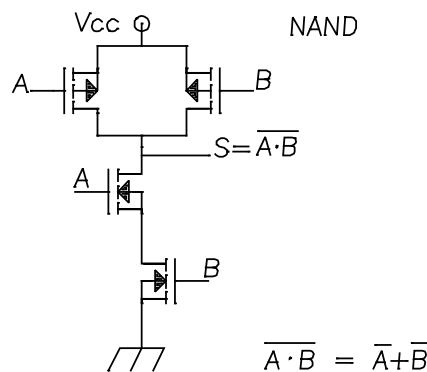 Vcc NAND
A B
S = A̅·̅B̅
A
B
A̅·̅B̅ = A̅+B̅